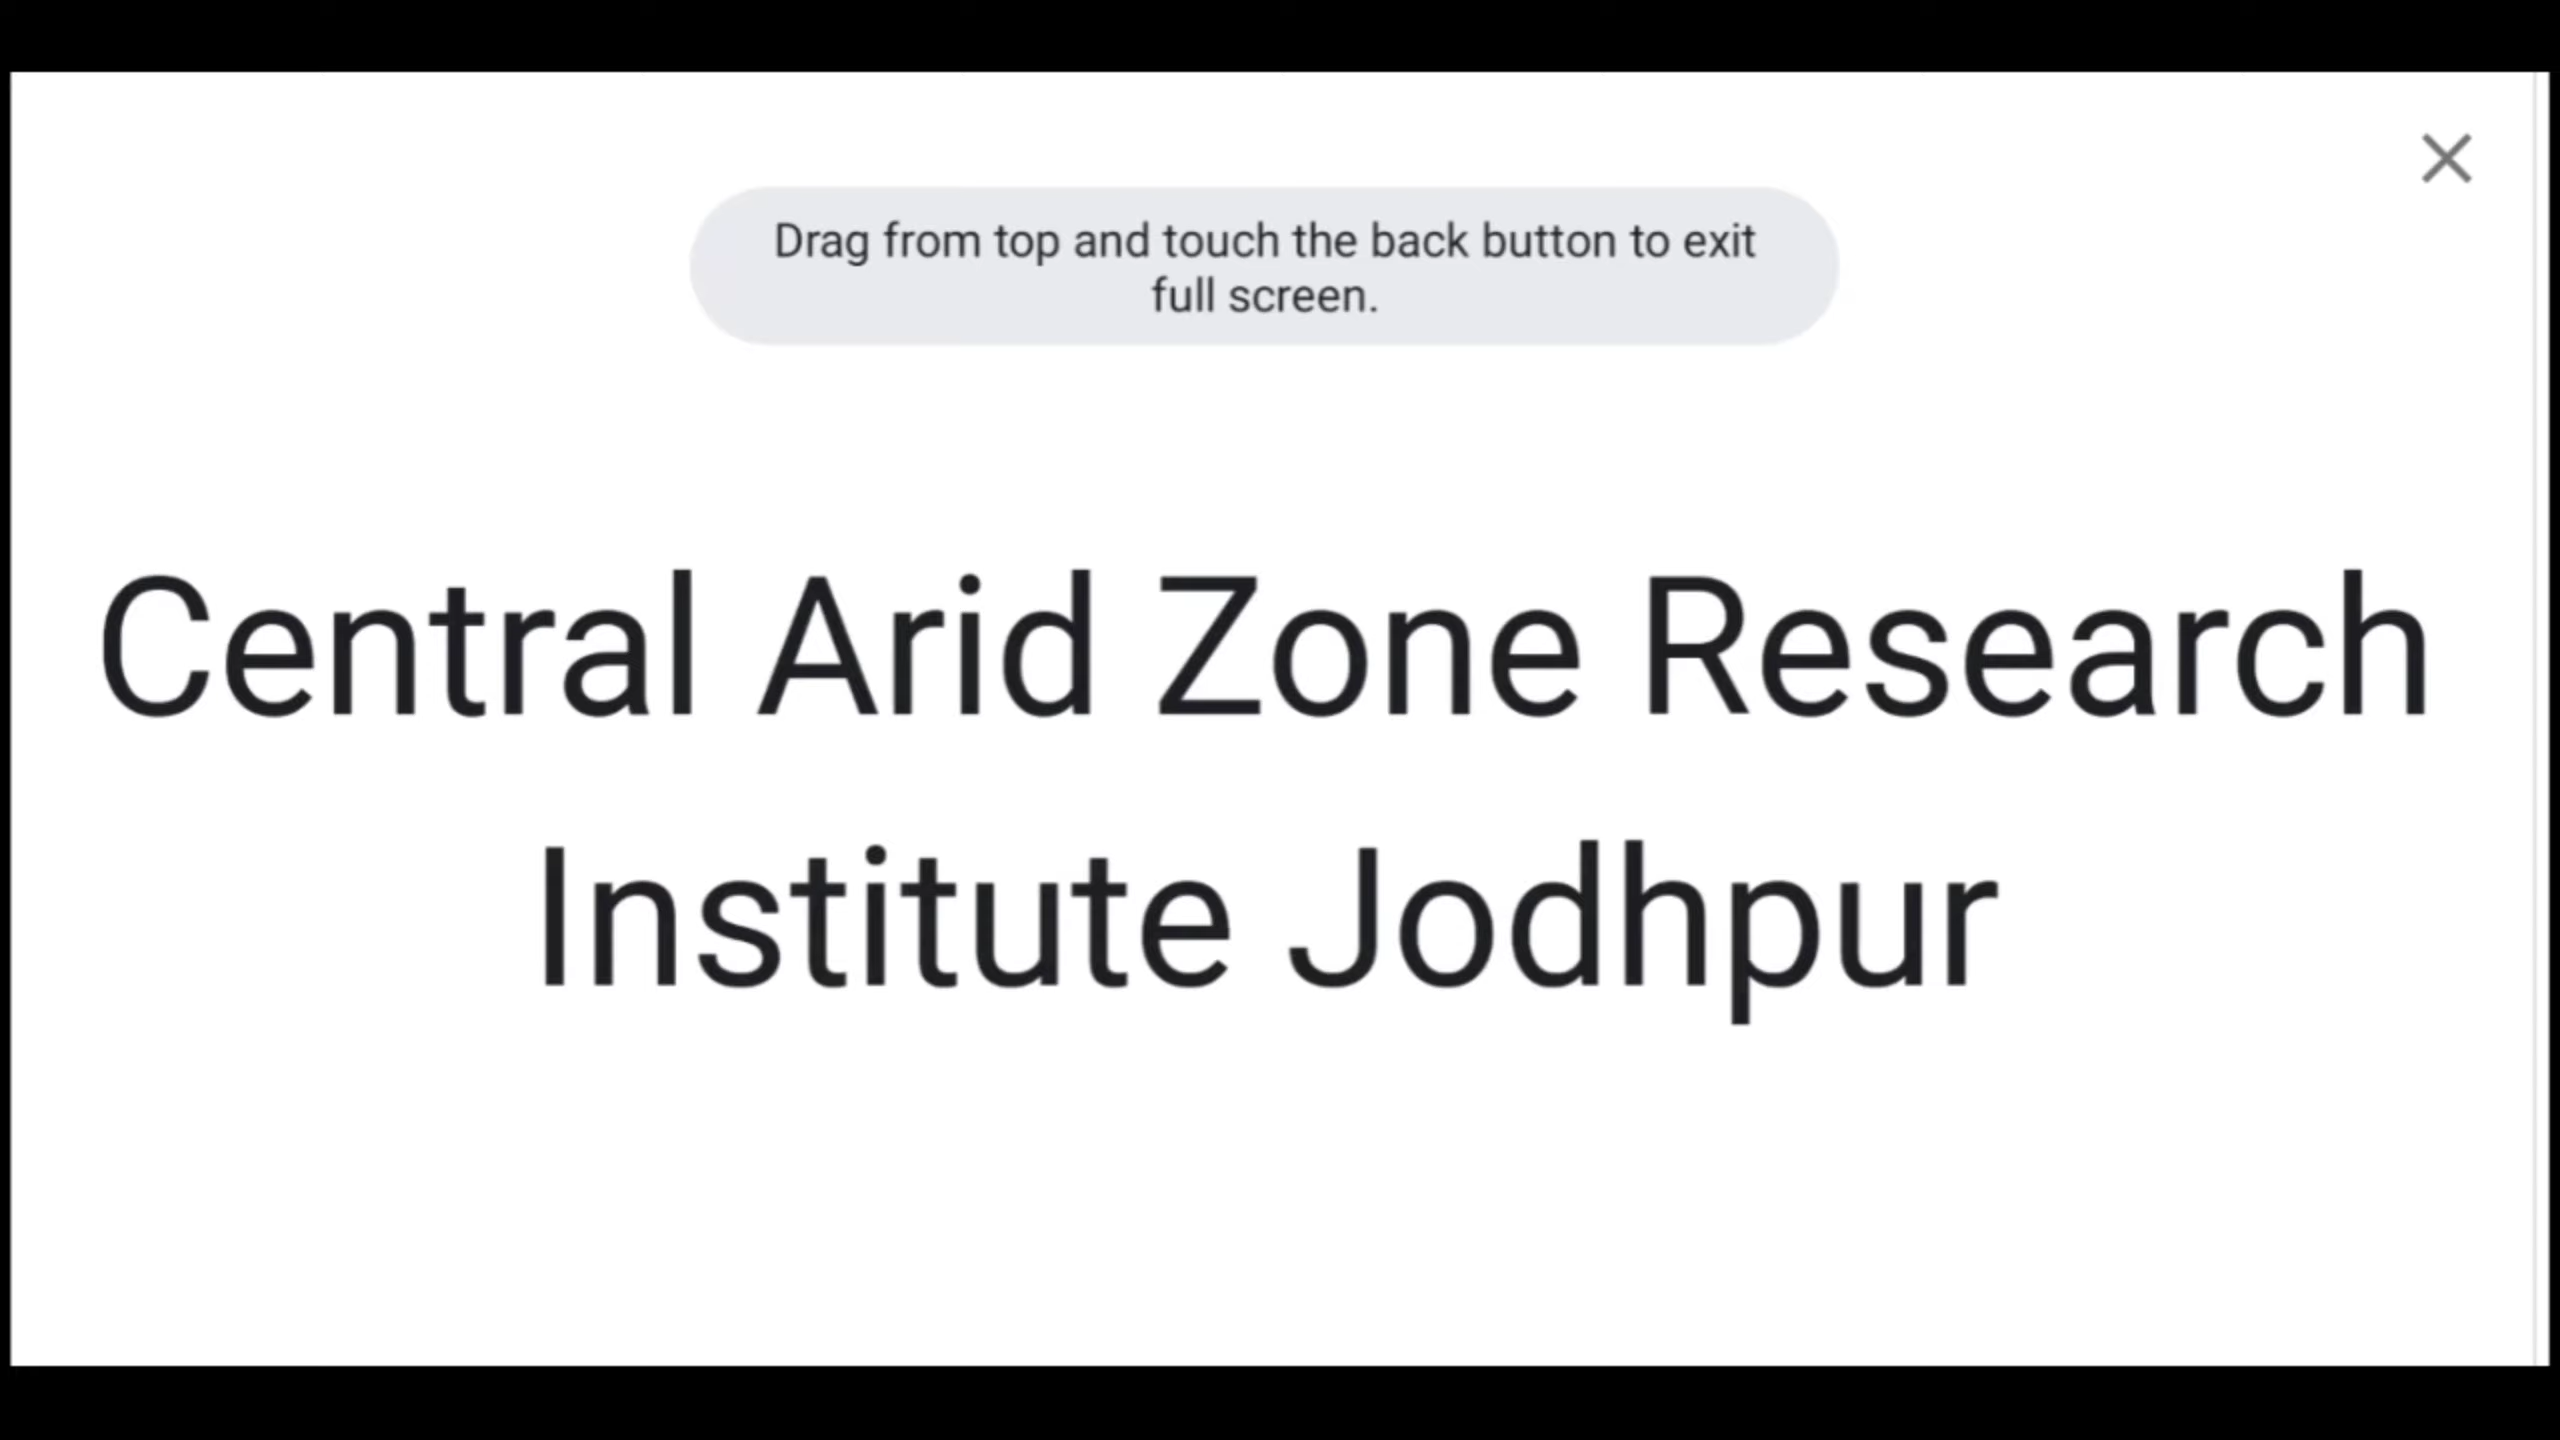 Drag from top and touch the back button to exit
full screen.
Central Arid Zone Research
Institute Jodhpur